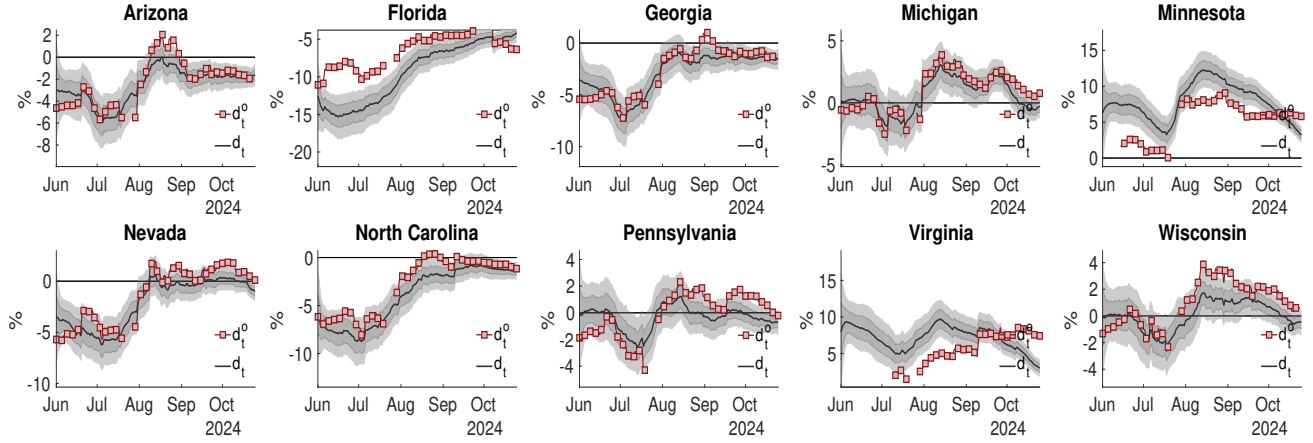 Arizona
2
0
-2
-4
-6
-8
%
d_t^o
d_t
Jun Jul Aug Sep Oct
2024
Florida
-5
-10
-15
-20
%
d_t^o
d_t
Jun Jul Aug Sep Oct
2024
Georgia
0
-5
-10
%
d_t^o
d_t
Jun Jul Aug Sep Oct
2024
Michigan
5
0
-5
%
d_t^o
d_t
Jun Jul Aug Sep Oct
2024
Minnesota
15
10
5
0
%
d_t^o
d_t
Jun Jul Aug Sep Oct
2024
Nevada
0
-5
-10
%
d_t^o
d_t
Jun Jul Aug Sep Oct
2024
North Carolina
0
-5
-10
%
d_t^o
d_t
Jun Jul Aug Sep Oct
2024
Pennsylvania
4
2
0
-2
-4
%
d_t^o
d_t
Jun Jul Aug Sep Oct
2024
Virginia
15
10
5
%
d_t^o
d_t
Jun Jul Aug Sep Oct
2024
Wisconsin
4
2
0
-2
-4
%
d_t^o
d_t
Jun Jul Aug Sep Oct
2024